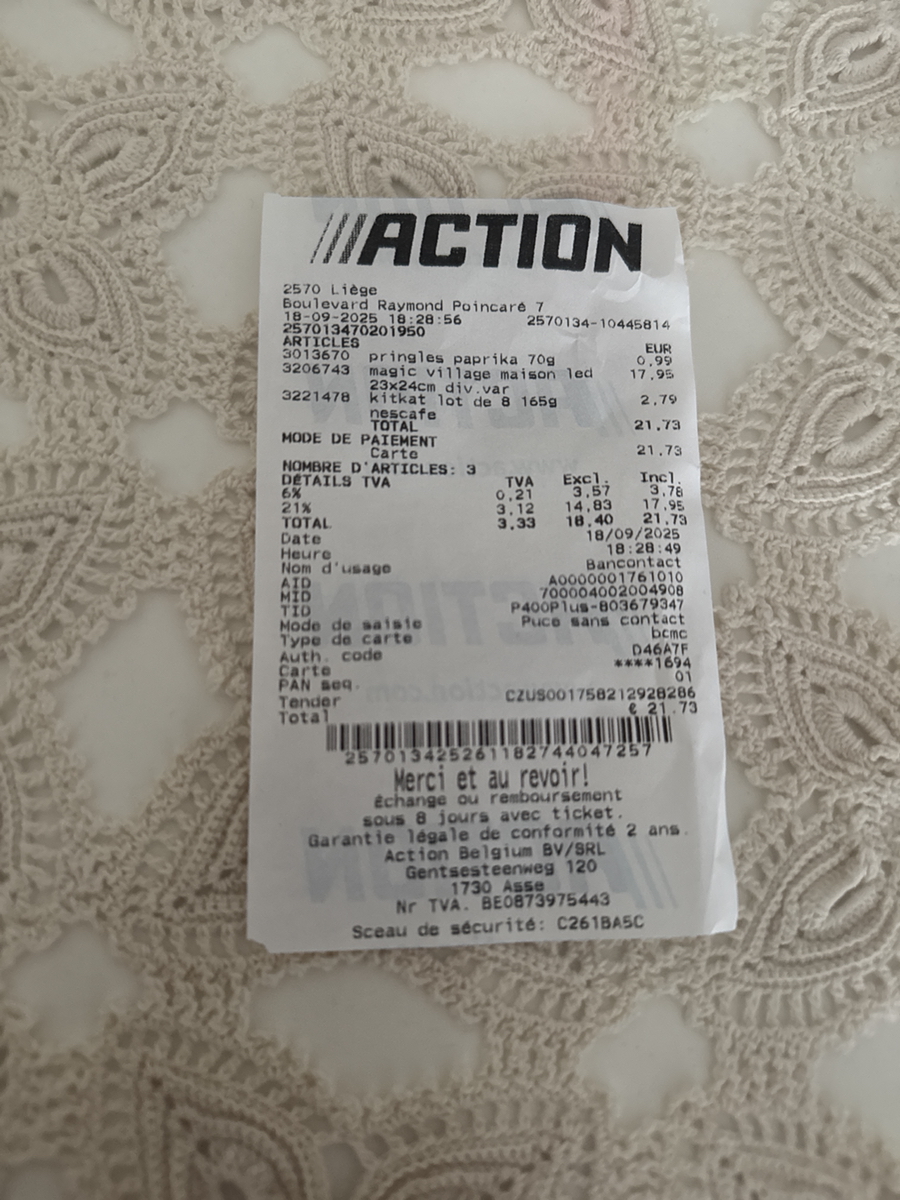 ACTION
2570 Liège
Boulevard Raymond Poincaré 7
18-09-2025 18:28:56 2570134-10445814
257013470201950
ARTICLES EUR
3013670 pringles paprika 70g 0,99
3206743 magic village maison led 17,95
23x24cm div.var
3221478 kitkat lot de 8 165g 2,79
nescafe
TOTAL 21,73
MODE DE PAIEMENT
Carte 21,73
NOMBRE D'ARTICLES: 3
DÉTAILS TVA TVA Excl. Incl.
6% 0,21 3,57 3,78
21% 3,12 14,83 17,95
TOTAL 3,33 18,40 21,73
Date 18/09/2025
Heure 18:28:49
Nom d'usage Bancontact
AID A0000001761010
MID 700004002004908
TID P400Plus-803679347
Mode de saisie Puce sans contact
Type de carte bcmc
Auth. code D46A7F
Carte ****1694
PAN seq. 01
Tender CZUS001758212928286
Total € 21.73
2570134252611827440​47257
Merci et au revoir!
Échange ou remboursement
sous 8 jours avec ticket.
Garantie légale de conformité 2 ans.
Action Belgium BV/SRL
Gentsesteenweg 120
1730 Asse
Nr TVA. BE0873975443
Sceau de sécurité: C261BA5C